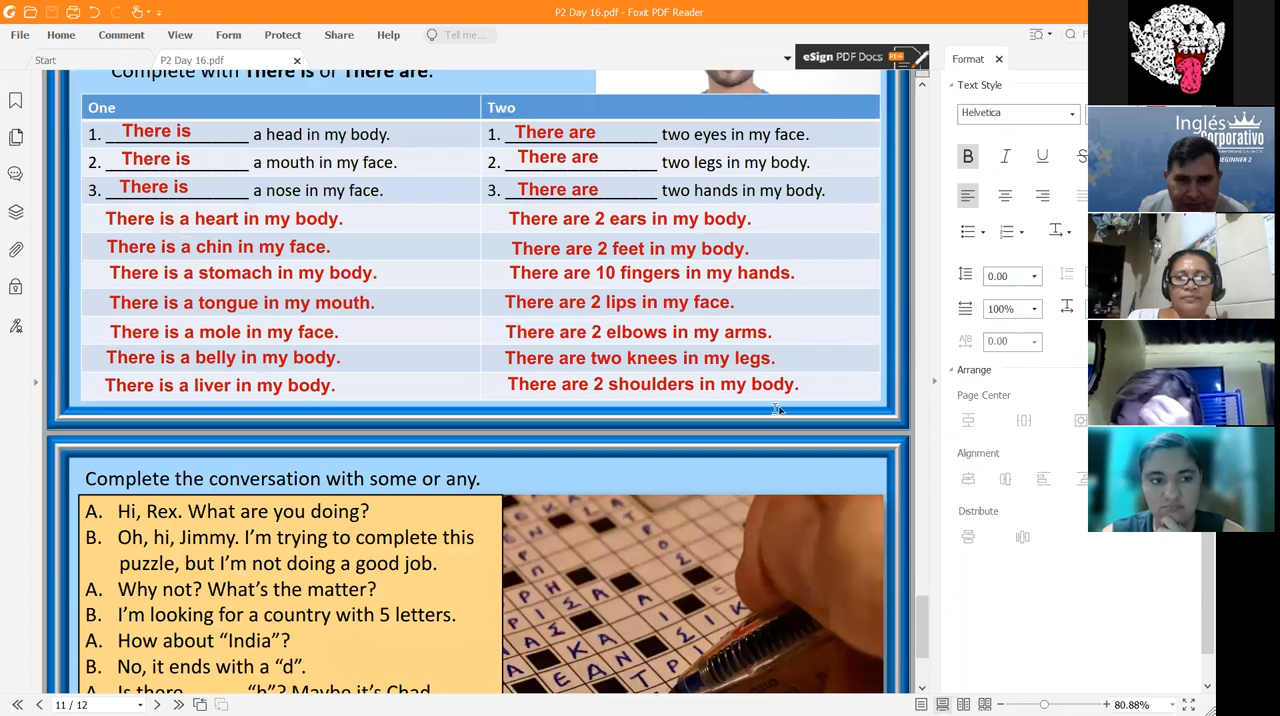 P2 Day 16.pdf - Foxit PDF Reader
File Home Comment View Form Protect Share Help Tell me...
Start
P2 Day 16.pdf
eSign PDF Docs
Format
Text Style
Helvetica
B I U S
0.00
100%
0.00
Arrange
Page Center
Alignment
Distribute
Complete with There is or There are.
One
Two
1. There is a head in my body.
1. There are two eyes in my face.
2. There is a mouth in my face.
2. There are two legs in my body.
3. There is a nose in my face.
3. There are two hands in my body.
There is a heart in my body.
There are 2 ears in my body.
There is a chin in my face.
There are 2 feet in my body.
There is a stomach in my body.
There are 10 fingers in my hands.
There is a tongue in my mouth.
There are 2 lips in my face.
There is a mole in my face.
There are 2 elbows in my arms.
There is a belly in my body.
There are two knees in my legs.
There is a liver in my body.
There are 2 shoulders in my body.
Complete the conversation with some or any.
A. Hi, Rex. What are you doing?
B. Oh, hi, Jimmy. I'm trying to complete this
puzzle, but I'm not doing a good job.
A. Why not? What's the matter?
B. I'm looking for a country with 5 letters.
A. How about "India"?
B. No, it ends with a "d".
A. Is there ______ "h"? Maybe it's Chad.
11 / 12
80.88%
Inglés
Corporativo
BEGINNER 2